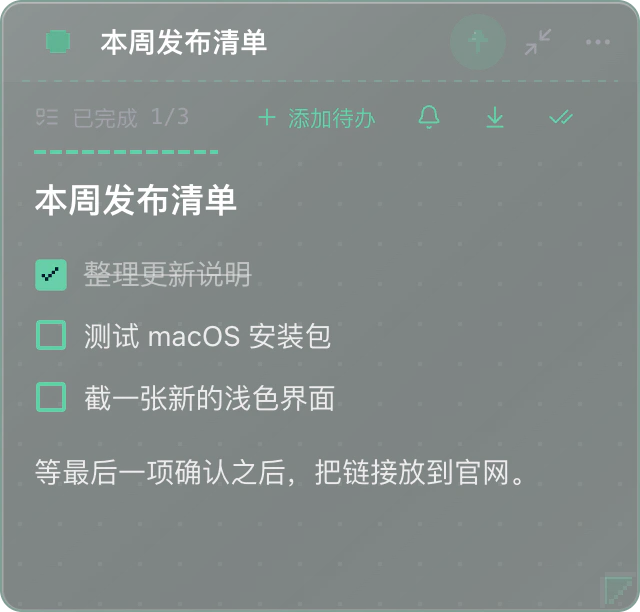 本周发布清单
已完成 1/3 添加待办
本周发布清单
整理更新说明
测试 macOS 安装包
截一张新的浅色界面
等最后一项确认之后，把链接放到官网。